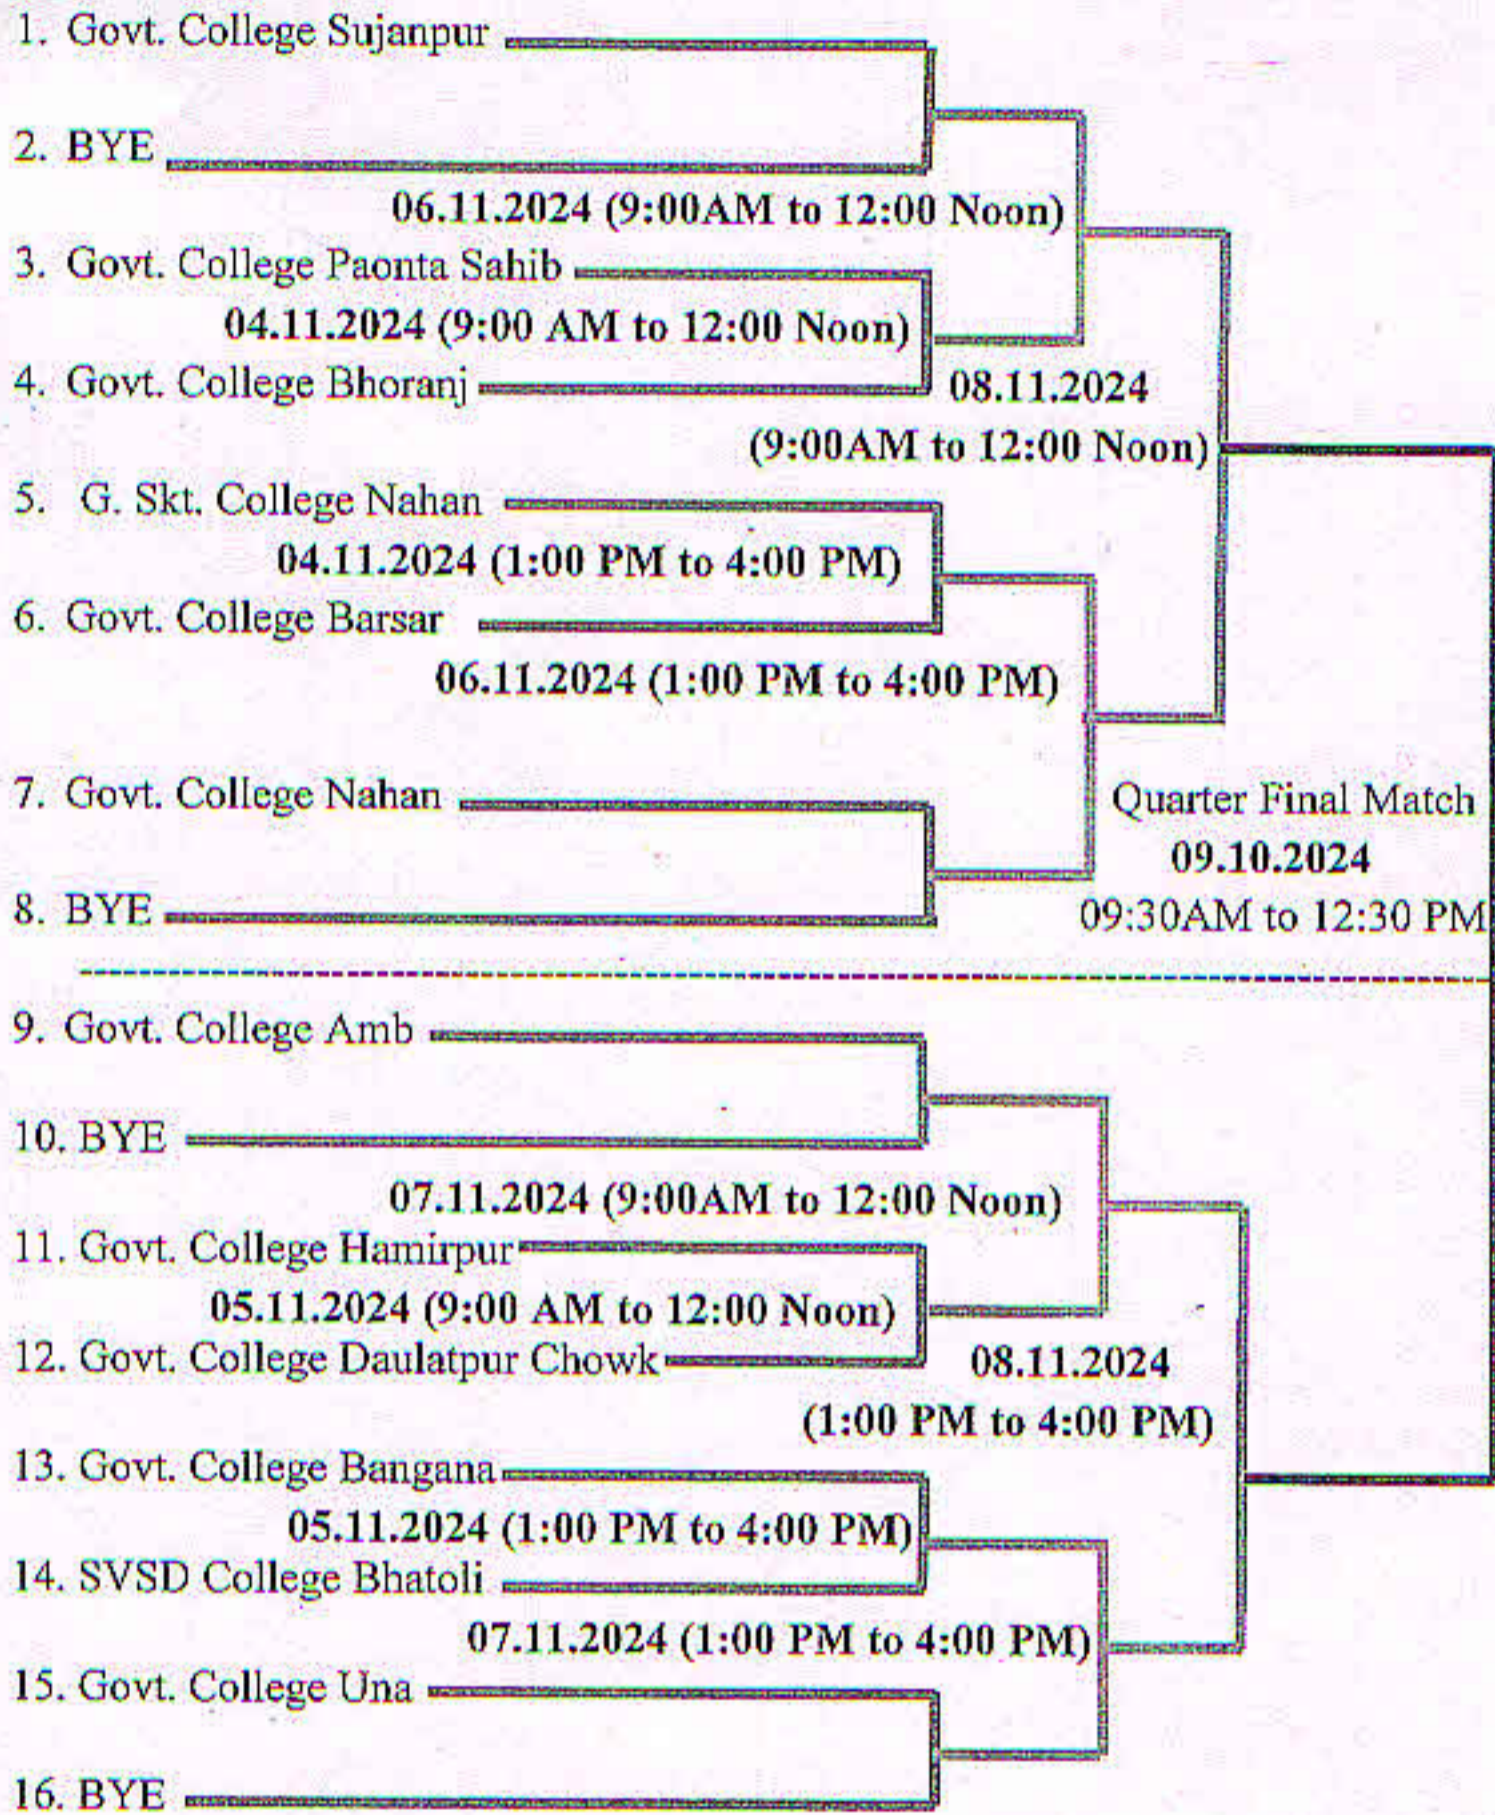 1. Govt. College Sujanpur
2. BYE
06.11.2024 (9:00AM to 12:00 Noon)
3. Govt. College Paonta Sahib
04.11.2024 (9:00 AM to 12:00 Noon)
4. Govt. College Bhoranj
08.11.2024
(9:00AM to 12:00 Noon)
5. G. Skt. College Nahan
04.11.2024 (1:00 PM to 4:00 PM)
6. Govt. College Barsar
06.11.2024 (1:00 PM to 4:00 PM)
7. Govt. College Nahan
Quarter Final Match
09.10.2024
8. BYE
09:30AM to 12:30 PM
9. Govt. College Amb
10. BYE
07.11.2024 (9:00AM to 12:00 Noon)
11. Govt. College Hamirpur
05.11.2024 (9:00 AM to 12:00 Noon)
12. Govt. College Daulatpur Chowk
08.11.2024
(1:00 PM to 4:00 PM)
13. Govt. College Bangana
05.11.2024 (1:00 PM to 4:00 PM)
14. SVSD College Bhatoli
07.11.2024 (1:00 PM to 4:00 PM)
15. Govt. College Una
16. BYE